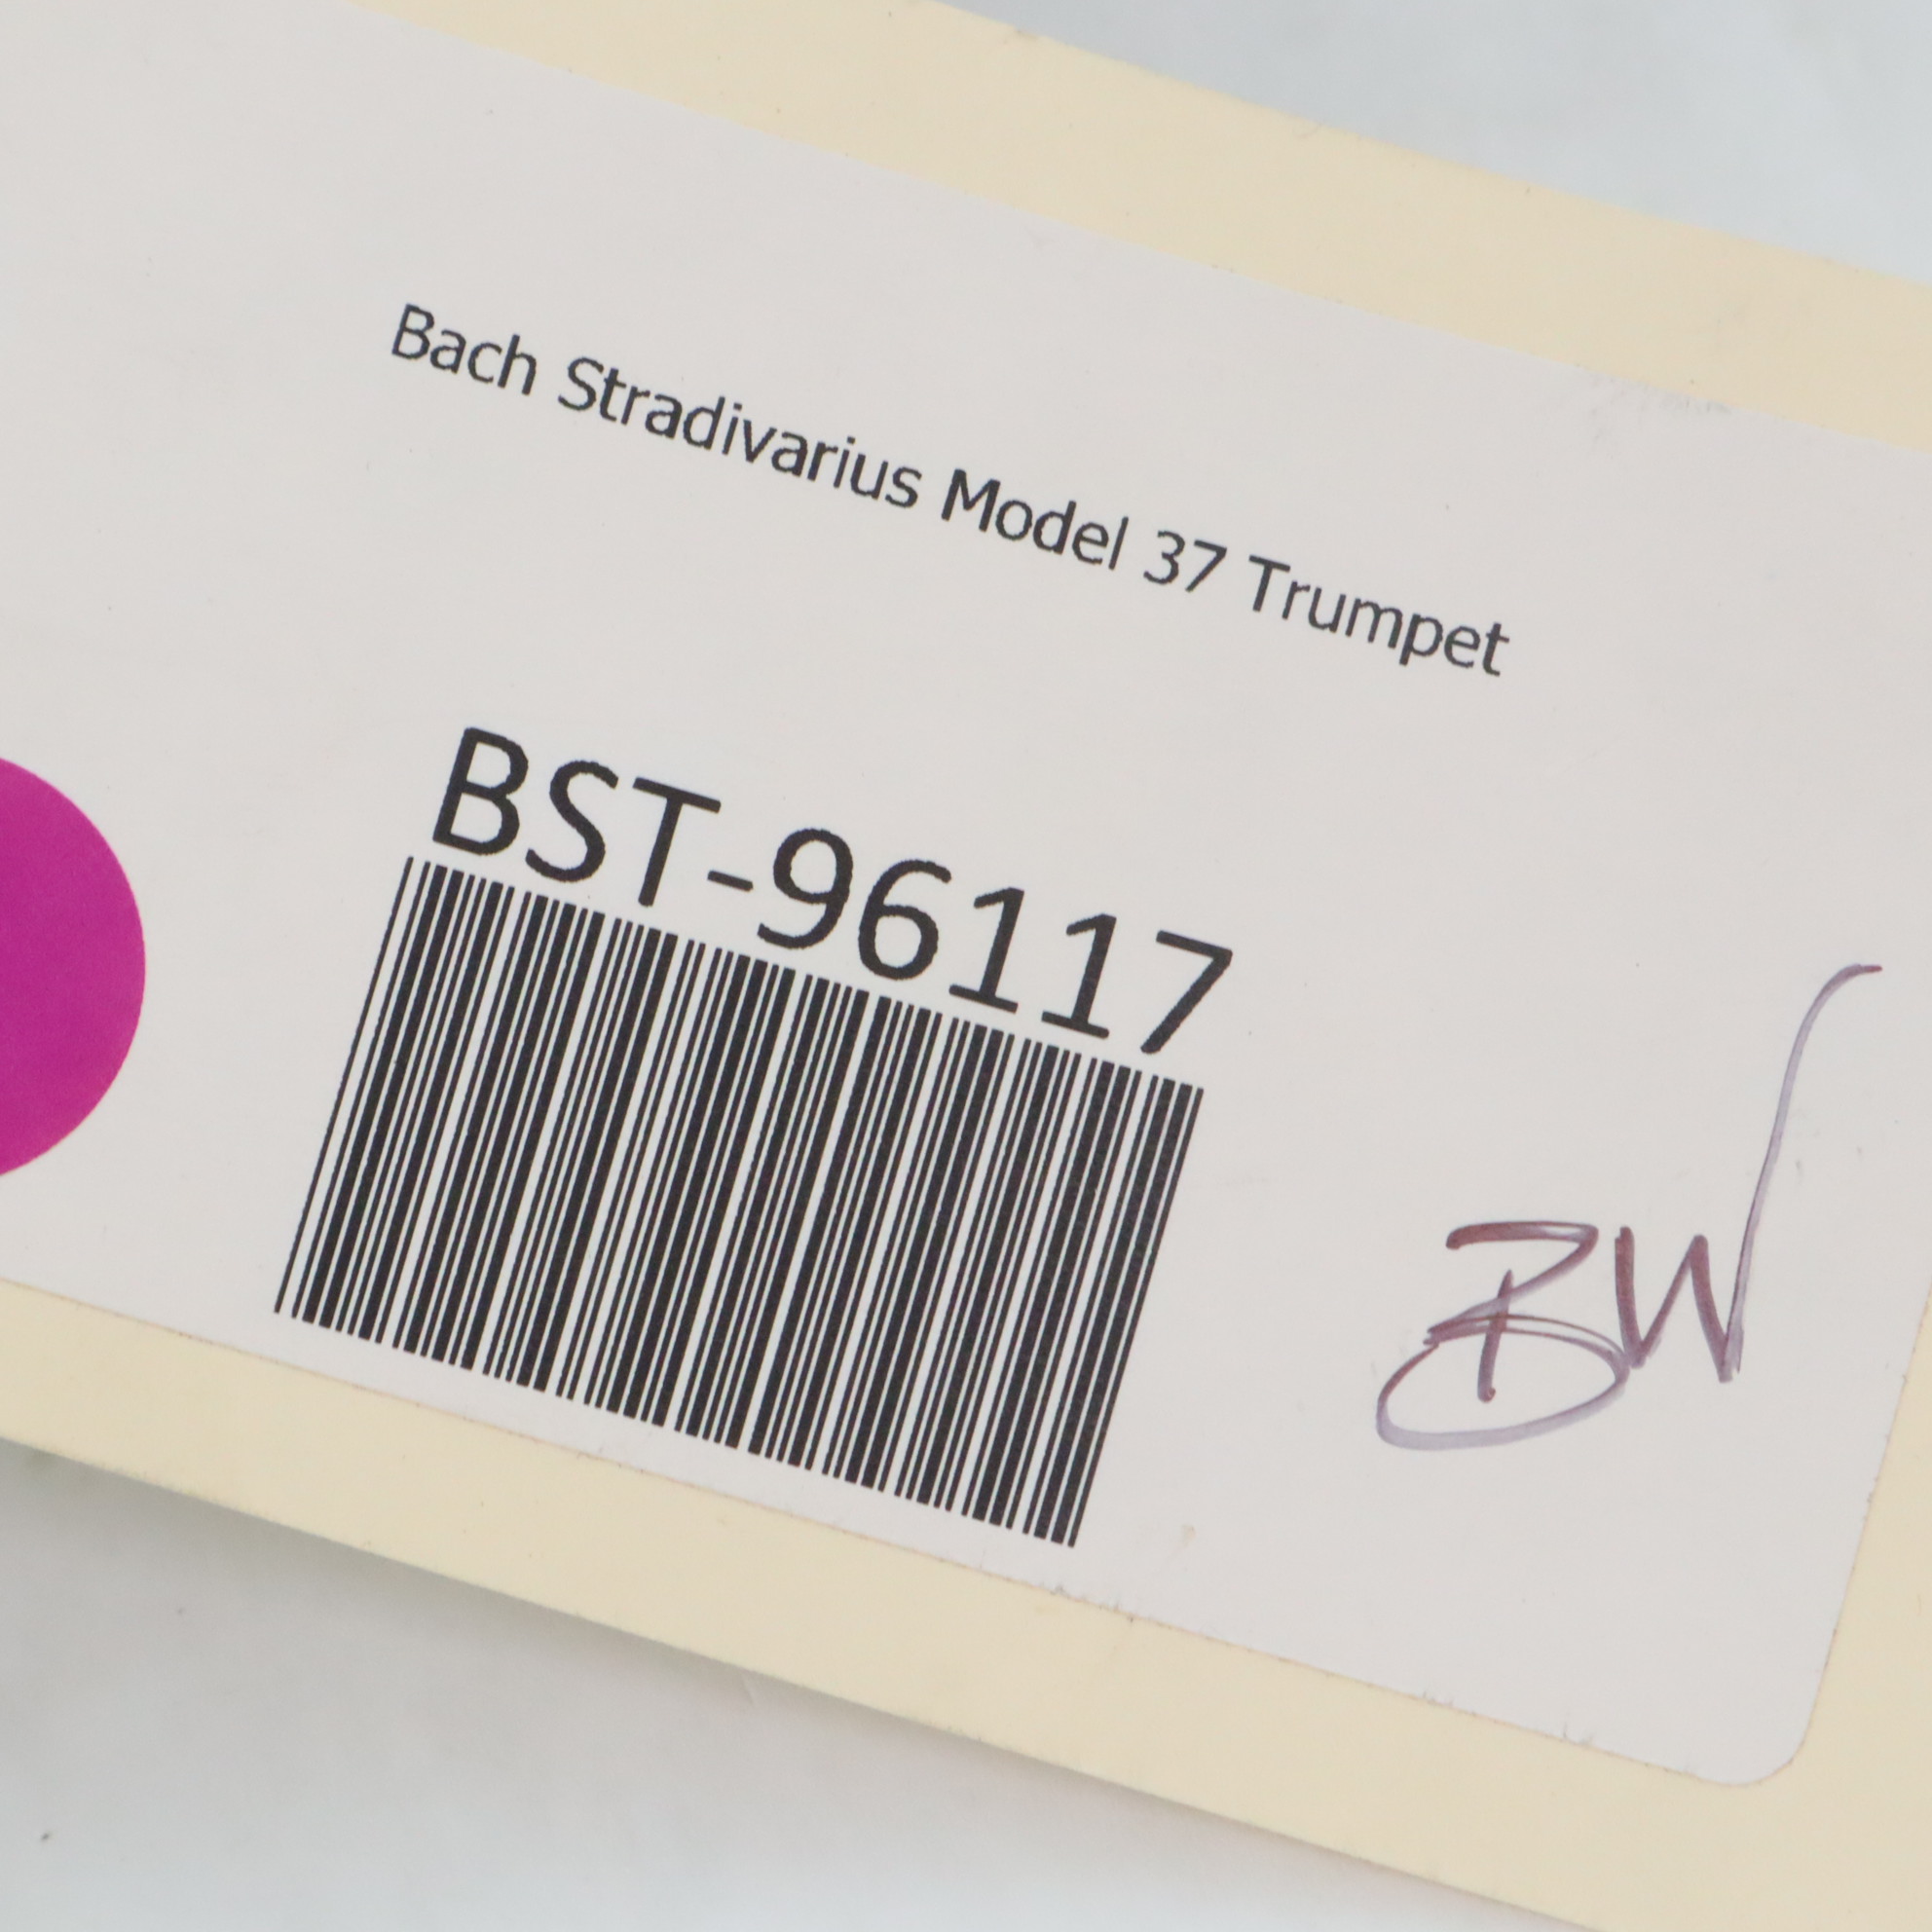 Bach Stradivarius Model 37 Trumpet
BST-96117
BW